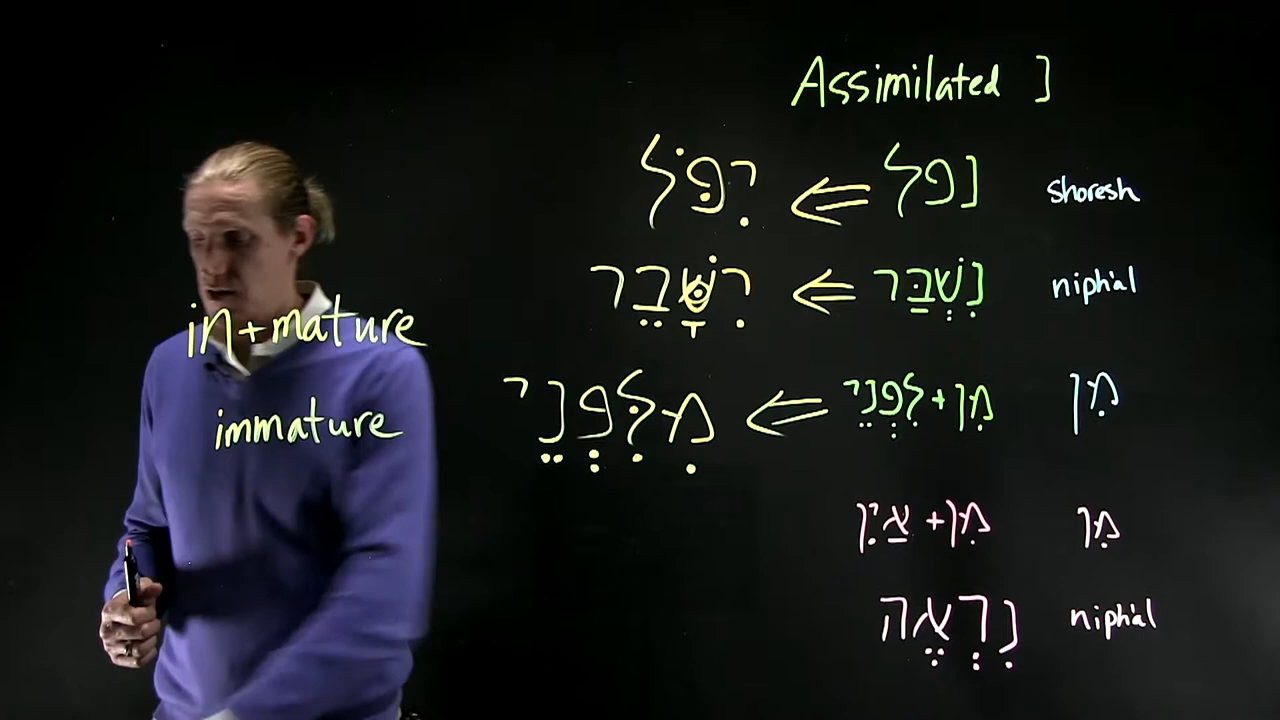 Assimilated נ
יִפֹּל ⇐ נפל shoresh
יִשָּׁבֵר ⇐ נִשְׁבַּר niphal
in+mature
מִלִּפְנֵי ⇐ מִן+לִפְנֵי מִן
immature
מִן+אַיִן מִן
נִרְאֶה niphal